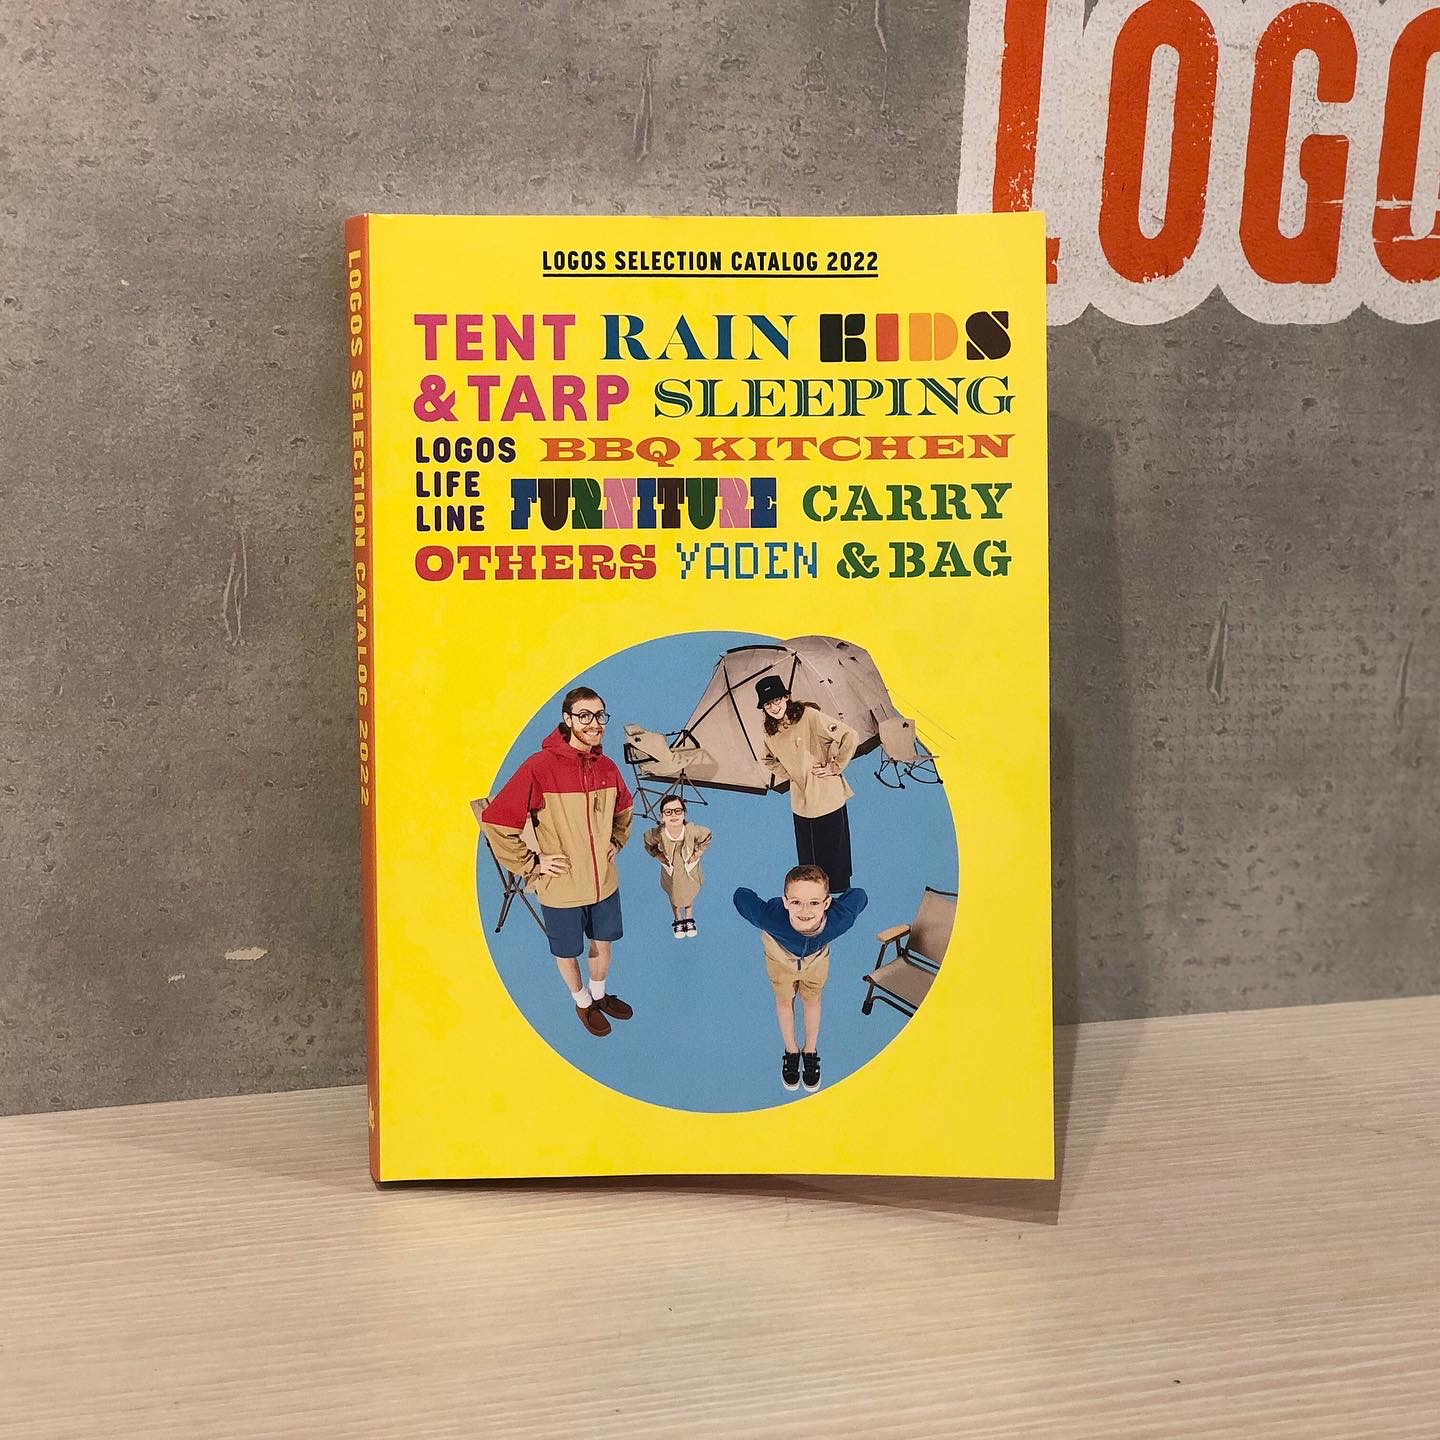 LOGO
LOGOS SELECTION CATALOG 2022
LOGOS SELECTION CATALOG 2022
TENT & TARP
RAIN
KIDS
SLEEPING
LOGOS
LIFE
LINE
BBQ KITCHEN
FURNITURE
CARRY & BAG
OTHERS
YADEN